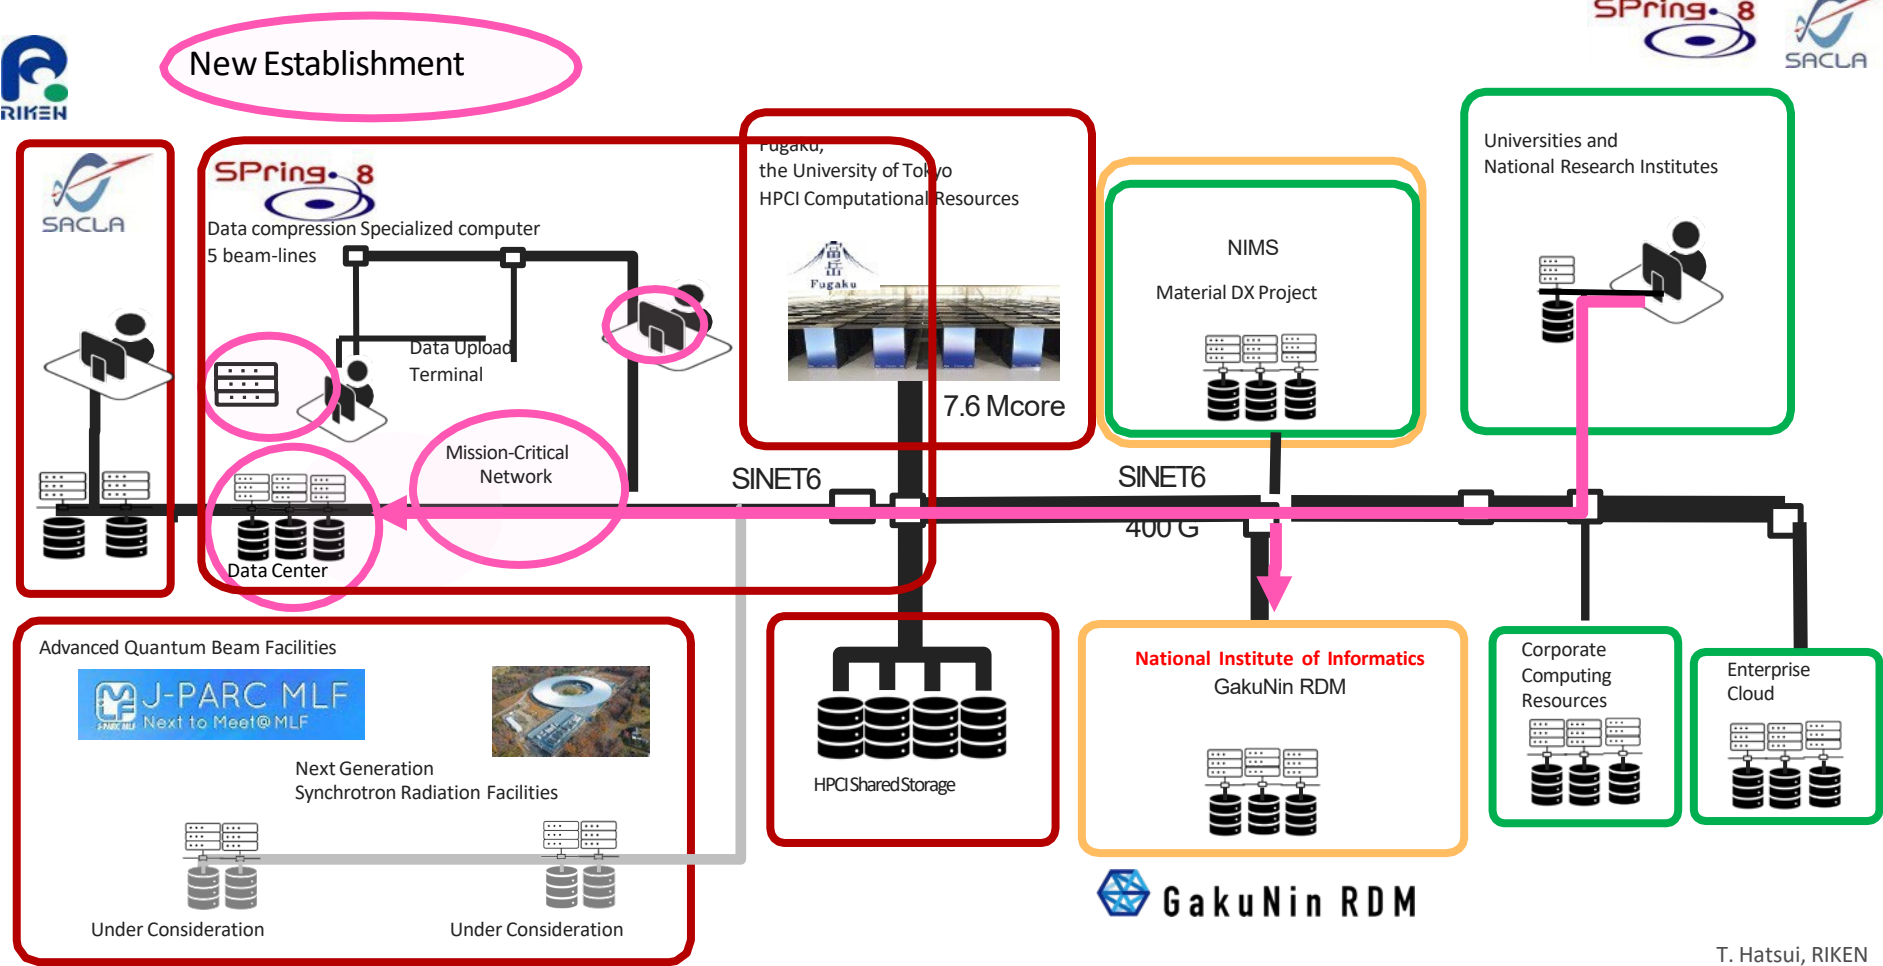 RIKEN
New Establishment
SPring-8
SACLA
SACLA
SPring-8
Data compression Specialized computer
5 beam-lines
Data Upload
Terminal
Mission-Critical
Network
Data Center
Fugaku,
the University of Tokyo
HPCI Computational Resources
富岳
Fugaku
7.6 Mcore
NIMS
Material DX Project
Universities and
National Research Institutes
SINET6
SINET6
400 G
Advanced Quantum Beam Facilities
J-PARC MLF
Next to Meet@MLF
J-PARC MLF
Next Generation
Synchrotron Radiation Facilities
Under Consideration
Under Consideration
HPCI Shared Storage
National Institute of Informatics
GakuNin RDM
GakuNin RDM
Corporate
Computing
Resources
Enterprise
Cloud
T. Hatsui, RIKEN